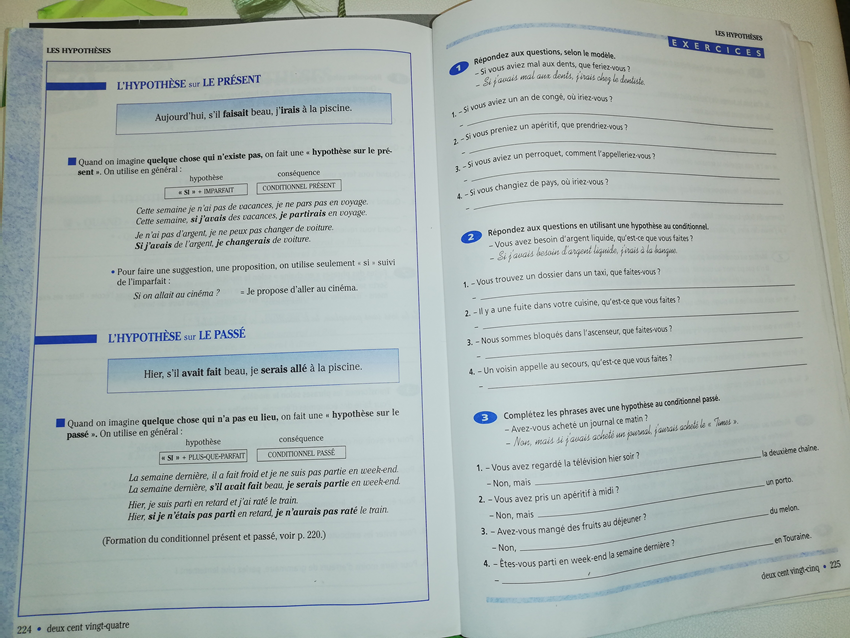 LES HYPOTHÈSES
L'HYPOTHÈSE sur LE PRÉSENT
Aujourd'hui, s'il faisait beau, j'irais à la piscine.
Quand on imagine quelque chose qui n'existe pas, on fait une « hypothèse sur le pré-
sent ». On utilise en général :
hypothèse conséquence
« SI » + IMPARFAIT CONDITIONNEL PRÉSENT
Cette semaine je n'ai pas de vacances, je ne pars pas en voyage.
Cette semaine, si j'avais des vacances, je partirais en voyage.
Je n'ai pas d'argent, je ne peux pas changer de voiture.
Si j'avais de l'argent, je changerais de voiture.
• Pour faire une suggestion, une proposition, on utilise seulement « si » suivi
de l'imparfait :
Si on allait au cinéma ? = Je propose d'aller au cinéma.
L'HYPOTHÈSE sur LE PASSÉ
Hier, s'il avait fait beau, je serais allé à la piscine.
Quand on imagine quelque chose qui n'a pas eu lieu, on fait une « hypothèse sur le
passé ». On utilise en général :
hypothèse conséquence
« SI » + PLUS-QUE-PARFAIT CONDITIONNEL PASSÉ
La semaine dernière, il a fait froid et je ne suis pas partie en week-end.
La semaine dernière, s'il avait fait beau, je serais partie en week-end.
Hier, je suis parti en retard et j'ai raté le train.
Hier, si je n'étais pas parti en retard, je n'aurais pas raté le train.
(Formation du conditionnel présent et passé, voir p. 220.)
224 • deux cent vingt-quatre
LES HYPOTHÈSES
EXERCICES
1 Répondez aux questions, selon le modèle.
– Si vous aviez mal aux dents, que feriez-vous ?
– Si j'avais mal aux dents, j'irais chez le dentiste.
1. – Si vous aviez un an de congé, où iriez-vous ?
–
2. – Si vous preniez un apéritif, que prendriez-vous ?
–
3. – Si vous aviez un perroquet, comment l'appelleriez-vous ?
–
4. – Si vous changiez de pays, où iriez-vous ?
–
2 Répondez aux questions en utilisant une hypothèse au conditionnel.
– Vous avez besoin d'argent liquide, qu'est-ce que vous faites ?
– Si j'avais besoin d'argent liquide, j'irais à la banque.
1. – Vous trouvez un dossier dans un taxi, que faites-vous ?
–
2. – Il y a une fuite dans votre cuisine, qu'est-ce que vous faites ?
–
3. – Nous sommes bloqués dans l'ascenseur, que faites-vous ?
–
4. – Un voisin appelle au secours, qu'est-ce que vous faites ?
–
3 Complétez les phrases avec une hypothèse au conditionnel passé.
– Avez-vous acheté un journal ce matin ?
– Non, mais si j'avais acheté un journal, j'aurais acheté le « Times ».
1. – Vous avez regardé la télévision hier soir ?
– Non, mais la deuxième chaîne.
2. – Vous avez pris un apéritif à midi ?
– Non, mais un porto.
3. – Avez-vous mangé des fruits au déjeuner ?
– Non, du melon.
4. – Êtes-vous parti en week-end la semaine dernière ?
– en Touraine.
deux cent vingt-cinq • 225